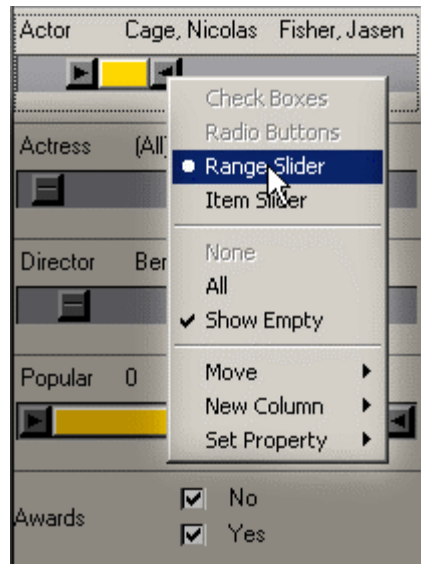 Actor Cage, Nicolas Fisher, Jasen
Check Boxes
Radio Buttons
Actress (All)
Range Slider
Item Slider
None
Director Ber
All
Show Empty
Popular 0
Move
New Column
Set Property
No
Awards
Yes